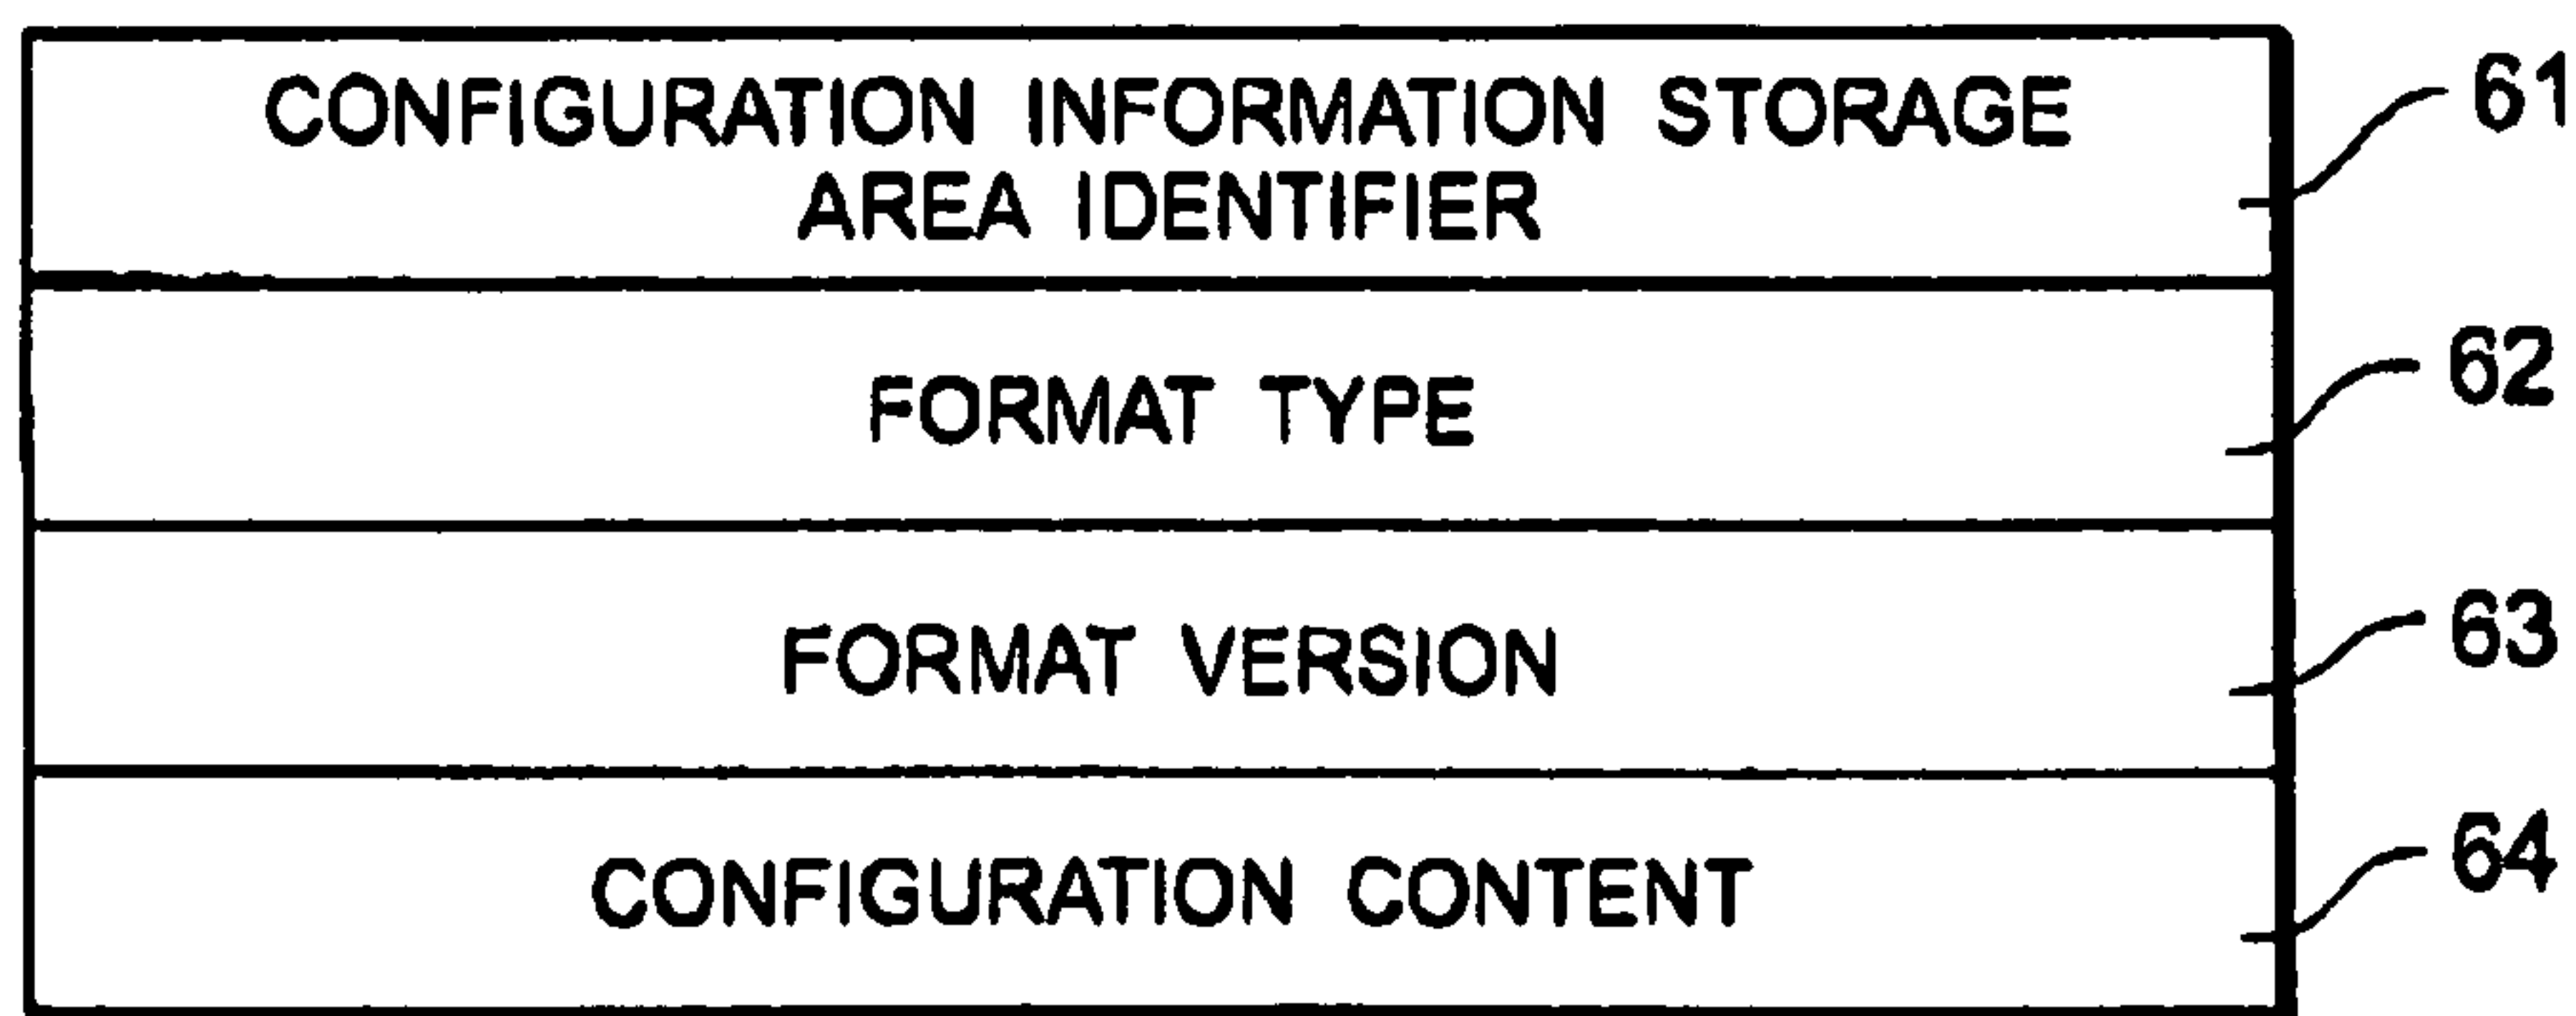 CONFIGURATION INFORMATION STORAGE 61
AREA IDENTIFIER
FORMAT TYPE 62
FORMAT VERSION 63
CONFIGURATION CONTENT 64